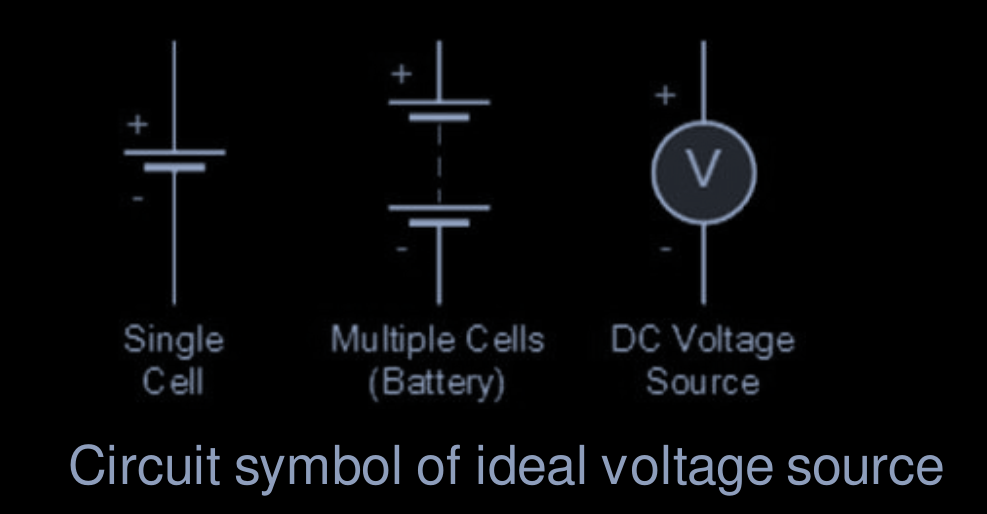 +
-
Single
Cell
+
-
Multiple Cells
(Battery)
+
V
-
DC Voltage
Source
Circuit symbol of ideal voltage source